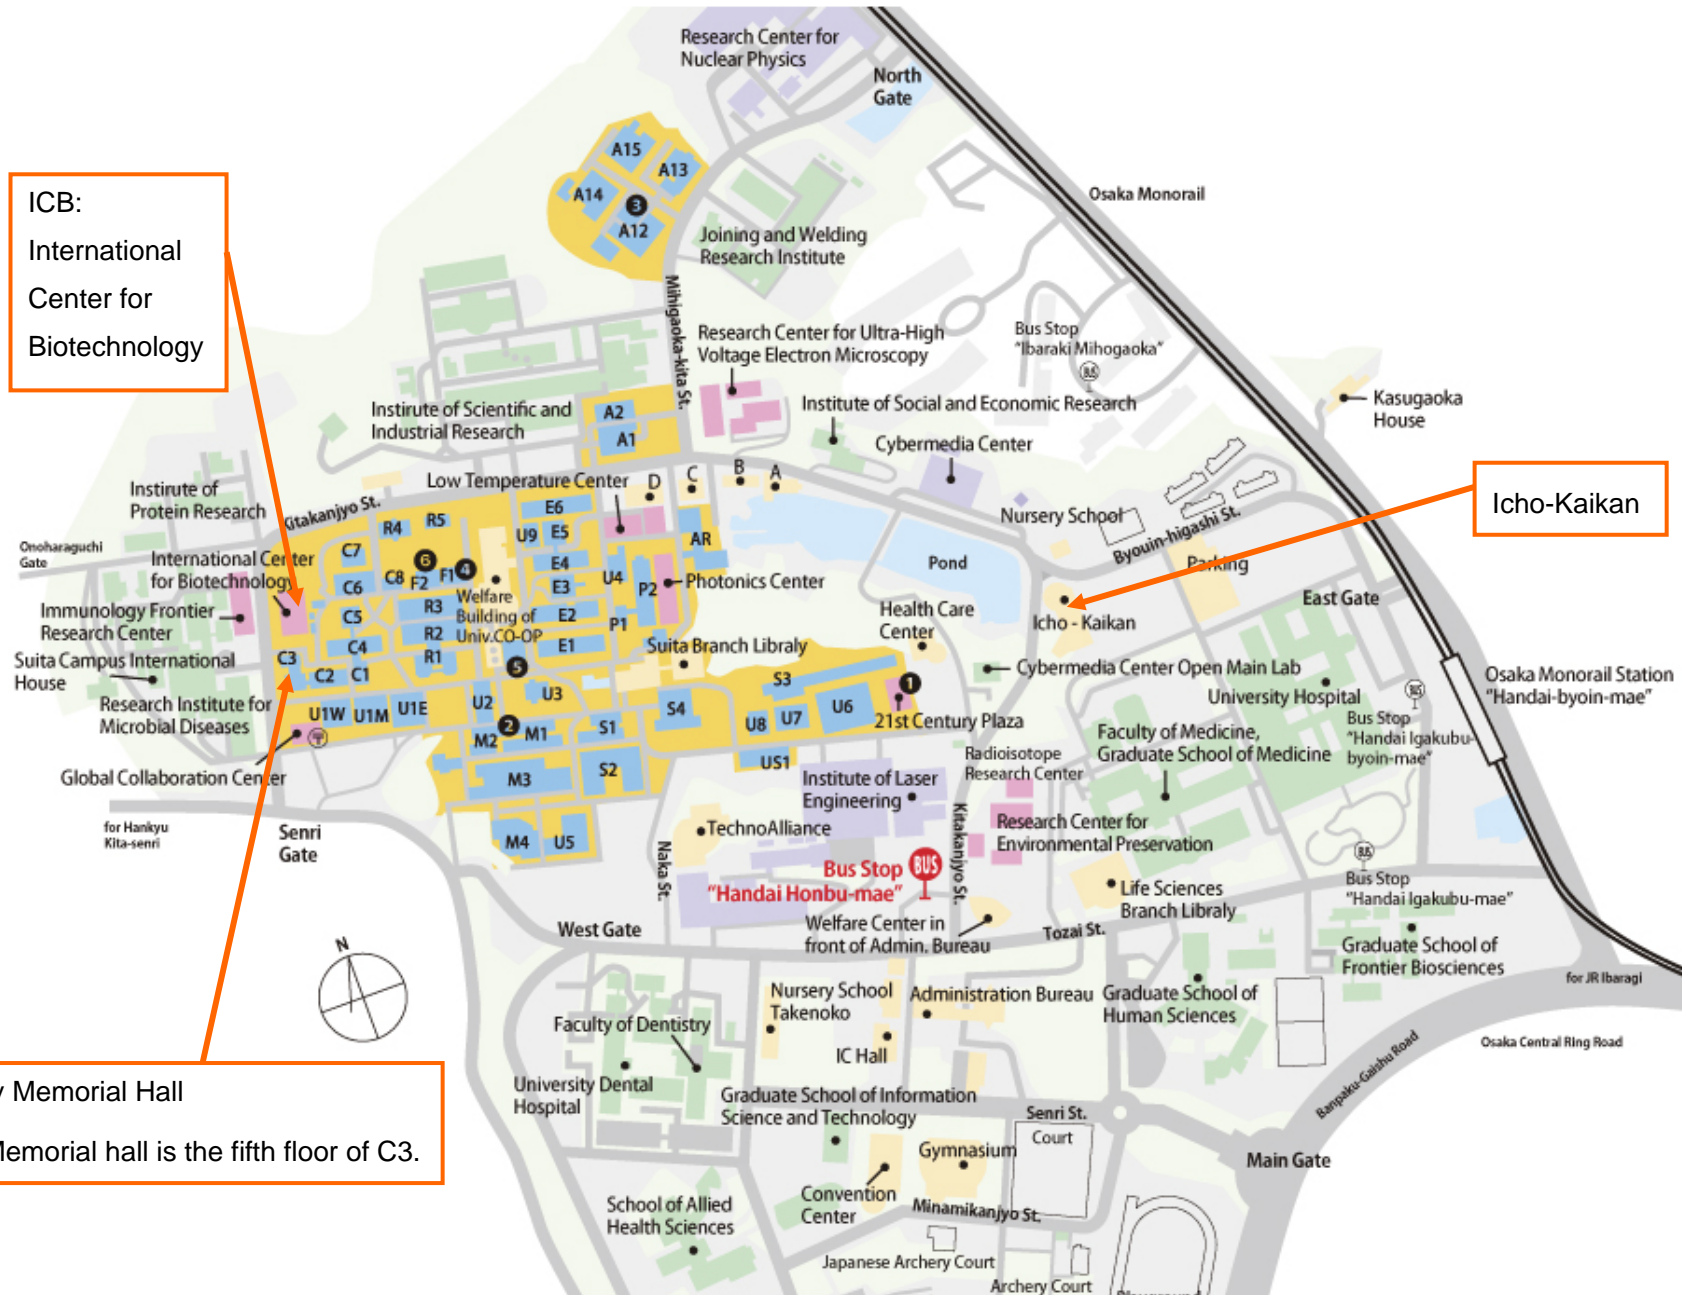 Research Center for
Nuclear Physics
North
Gate
A15
A13
A14
3
A12
ICB:
International
Center for
Biotechnology
Osaka Monorail
Joining and Welding
Research Institute
Mihigaoka-kita St.
Research Center for Ultra-High
Voltage Electron Microscopy
Bus Stop
"Ibaraki Mihogaoka"
BUS
Kasugaoka
House
Institute of Social and Economic Research
Instirute of Scientific and
Industrial Research
A2
A1
Cybermedia Center
Low Temperature Center
D
C
B
A
Icho-Kaikan
Institute of
Protein Research
Kitakanjyo St.
R4
R5
E6
U9
E5
AR
Nursery School
Byouin-higashi St.
Parking
Onoharaguchi
Gate
International Center
for Biotechnology
C7
6
4
C8
F2
F1
E4
U4
P2
Photonics Center
Pond
East Gate
Immunology Frontier
Research Center
C6
C5
R3
Welfare
Building of
Univ.CO-OP
E3
E2
P1
Health Care
Center
Icho - Kaikan
Suita Campus International
House
C4
R2
R1
E1
Suita Branch Libraly
C3
C2
C1
5
Cybermedia Center Open Main Lab
University Hospital
Osaka Monorail Station
"Handai-byoin-mae"
Research Institute for
Microbial Diseases
U1W
U1M
U1E
U2
U3
S3
1
S4
U8
U7
U6
21st Century Plaza
BUS
Bus Stop
"Handai Igakubu-
byoin-mae"
2
M2
M1
S1
Faculty of Medicine,
Graduate School of Medicine
Global Collaboration Center
M3
S2
US1
Radioisotope
Research Center
Institute of Laser
Engineering
for Hankyu
Kita-senri
Senri
Gate
M4
U5
TechnoAlliance
Naka St.
Kitakanjyo St.
Research Center for
Environmental Preservation
Bus Stop
"Handai Honbu-mae"
BUS
BUS
Bus Stop
"Handai Igakubu-mae"
Life Sciences
Branch Libraly
Welfare Center in
front of Admin. Bureau
Tozai St.
West Gate
N
Graduate School of
Frontier Biosciences
for JR Ibaragi
Nursery School
Takenoko
Administration Bureau
Graduate School of
Human Sciences
Faculty of Dentistry
IC Hall
Osaka Central Ring Road
Banpaku-Gaishu Road
University Dental
Hospital
Graduate School of Information
Science and Technology
Senri St.
Court
Memorial Hall
Memorial hall is the fifth floor of C3.
Gymnasium
Main Gate
Convention
Center
School of Allied
Health Sciences
Minamikanjyo St.
Japanese Archery Court
Archery Court